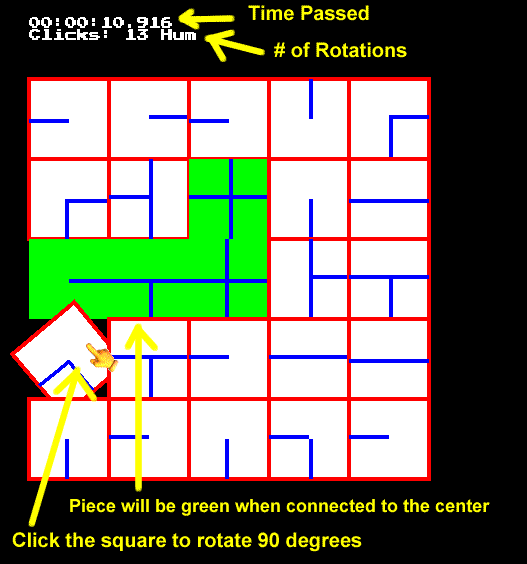 00:00:10.916
Time Passed
Clicks: 13 Hum
# of Rotations
Piece will be green when connected to the center
Click the square to rotate 90 degrees